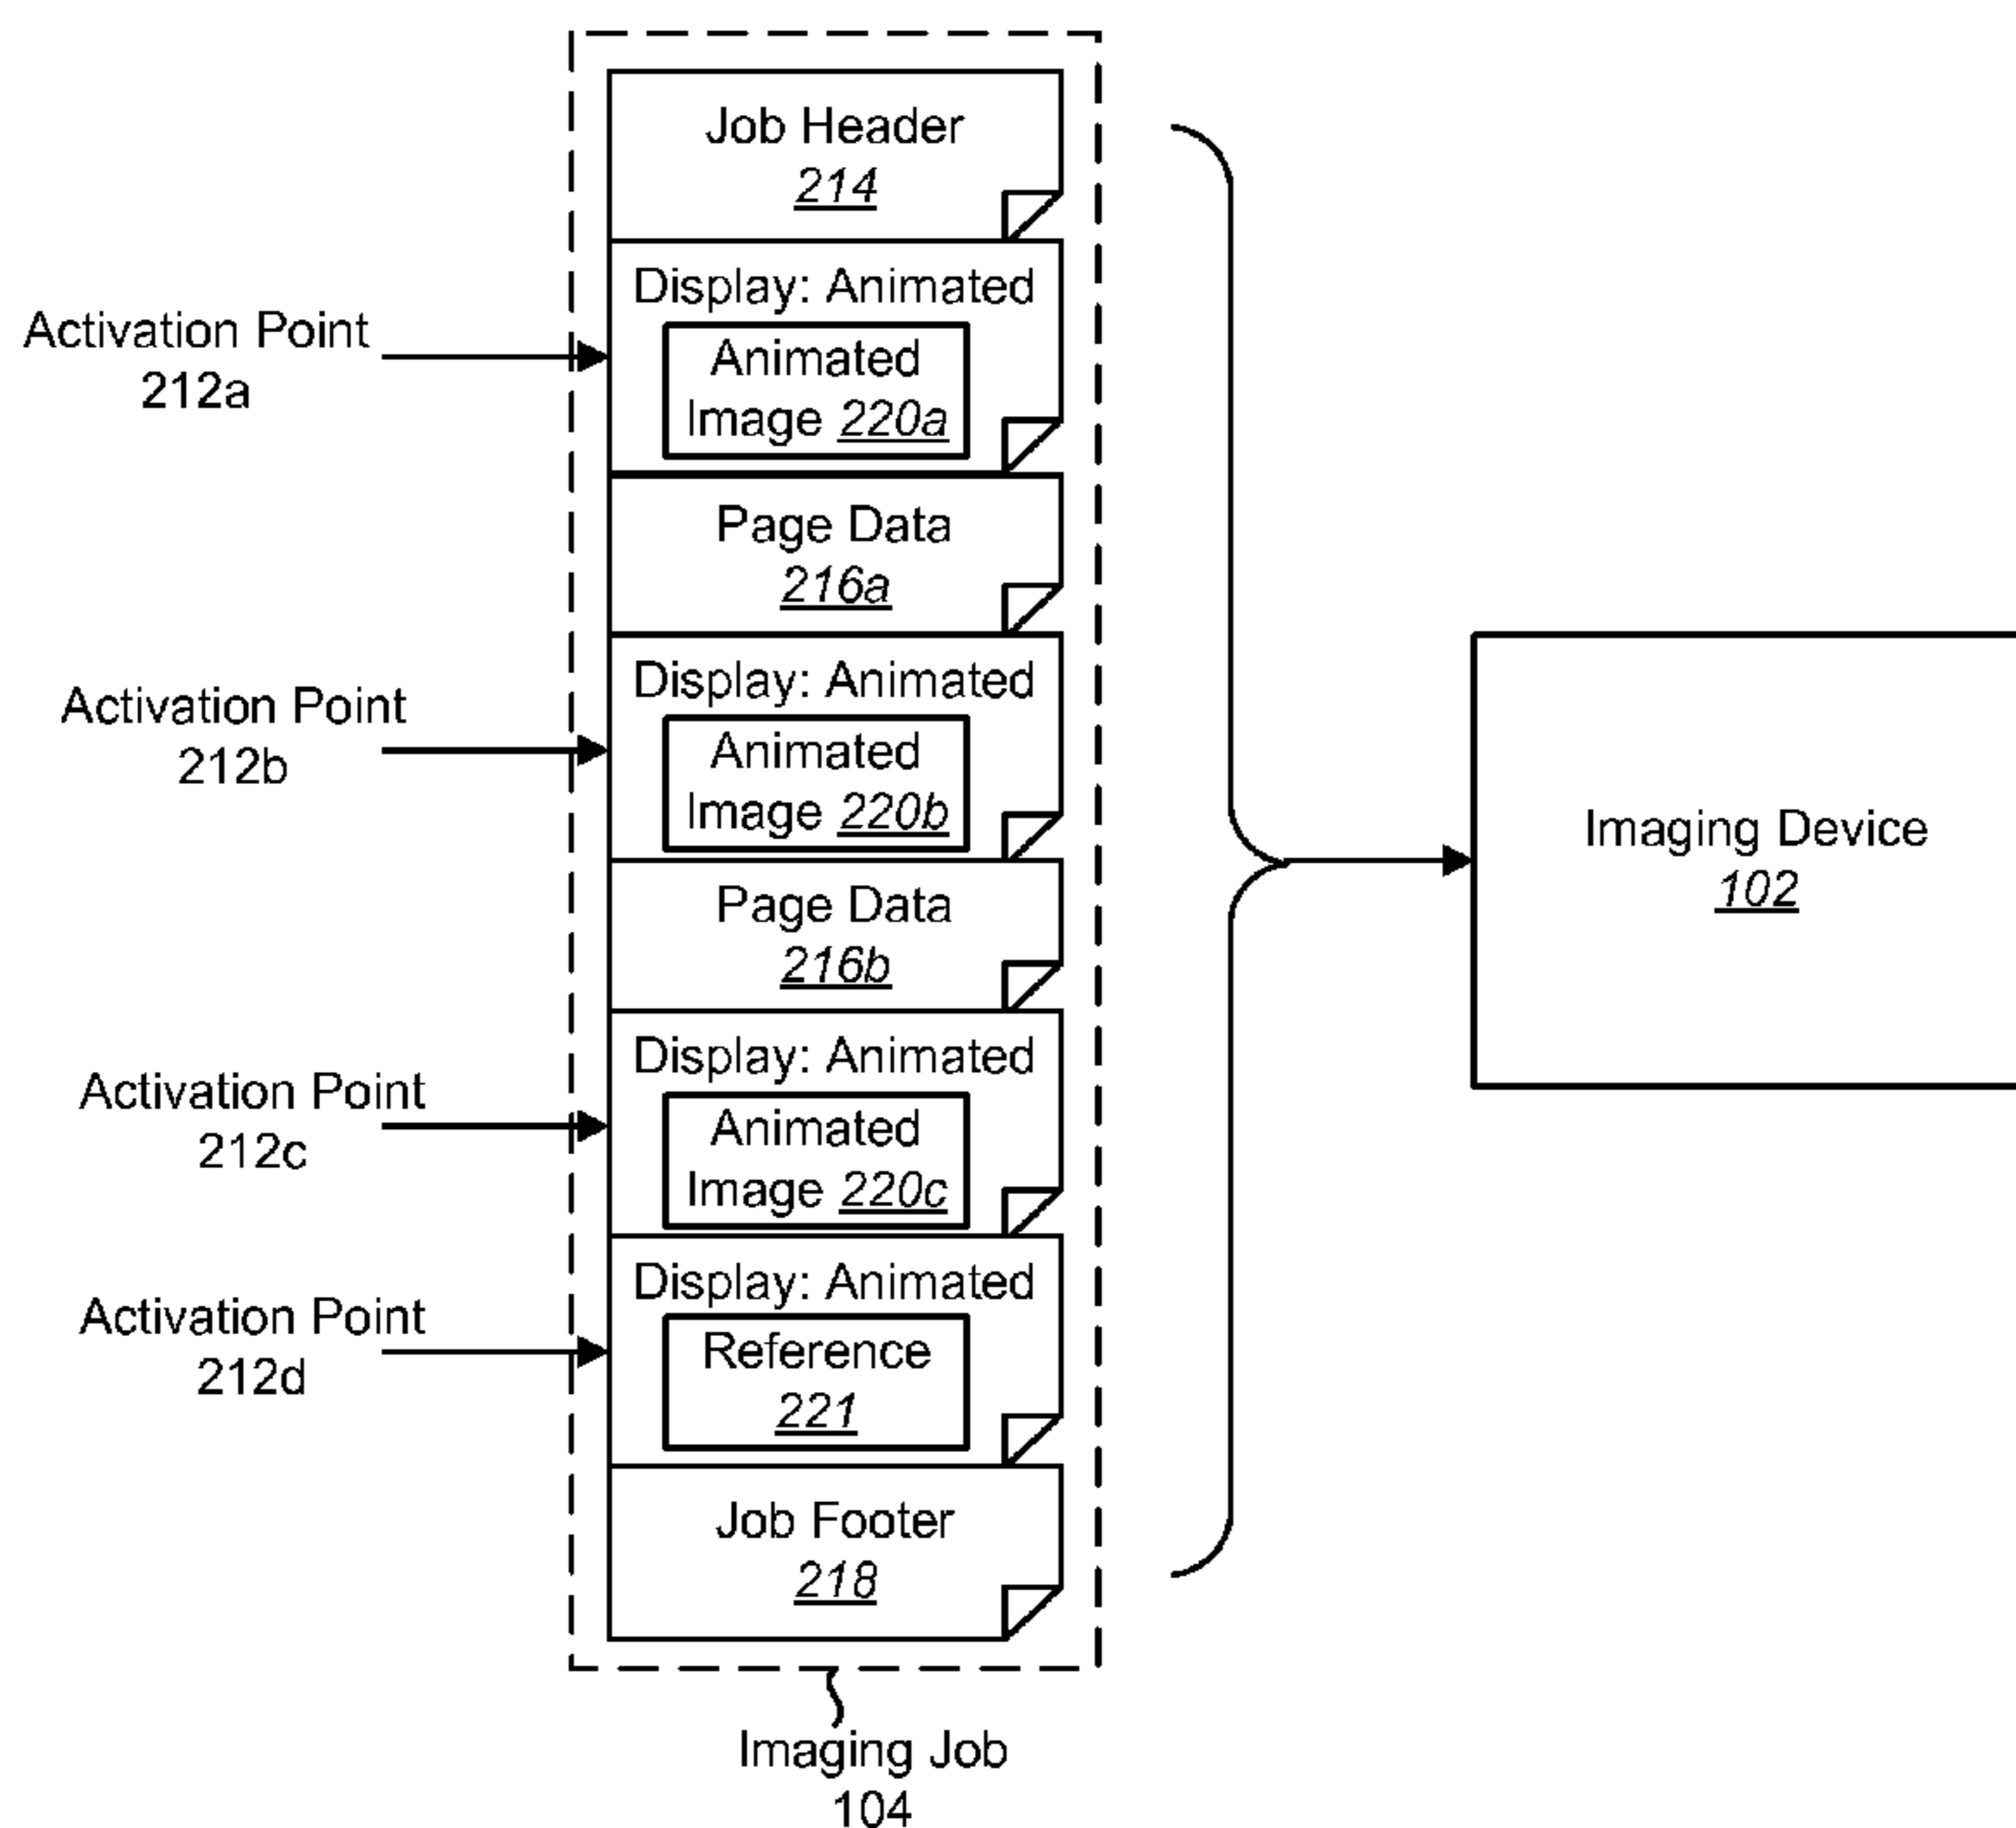 Job Header
214
Activation Point
212a
Display: Animated
Animated
Image 220a
Page Data
216a
Activation Point
212b
Display: Animated
Animated
Image 220b
Page Data
216b
Activation Point
212c
Display: Animated
Animated
Image 220c
Activation Point
212d
Display: Animated
Reference
221
Job Footer
218
Imaging Job
104
Imaging Device
102